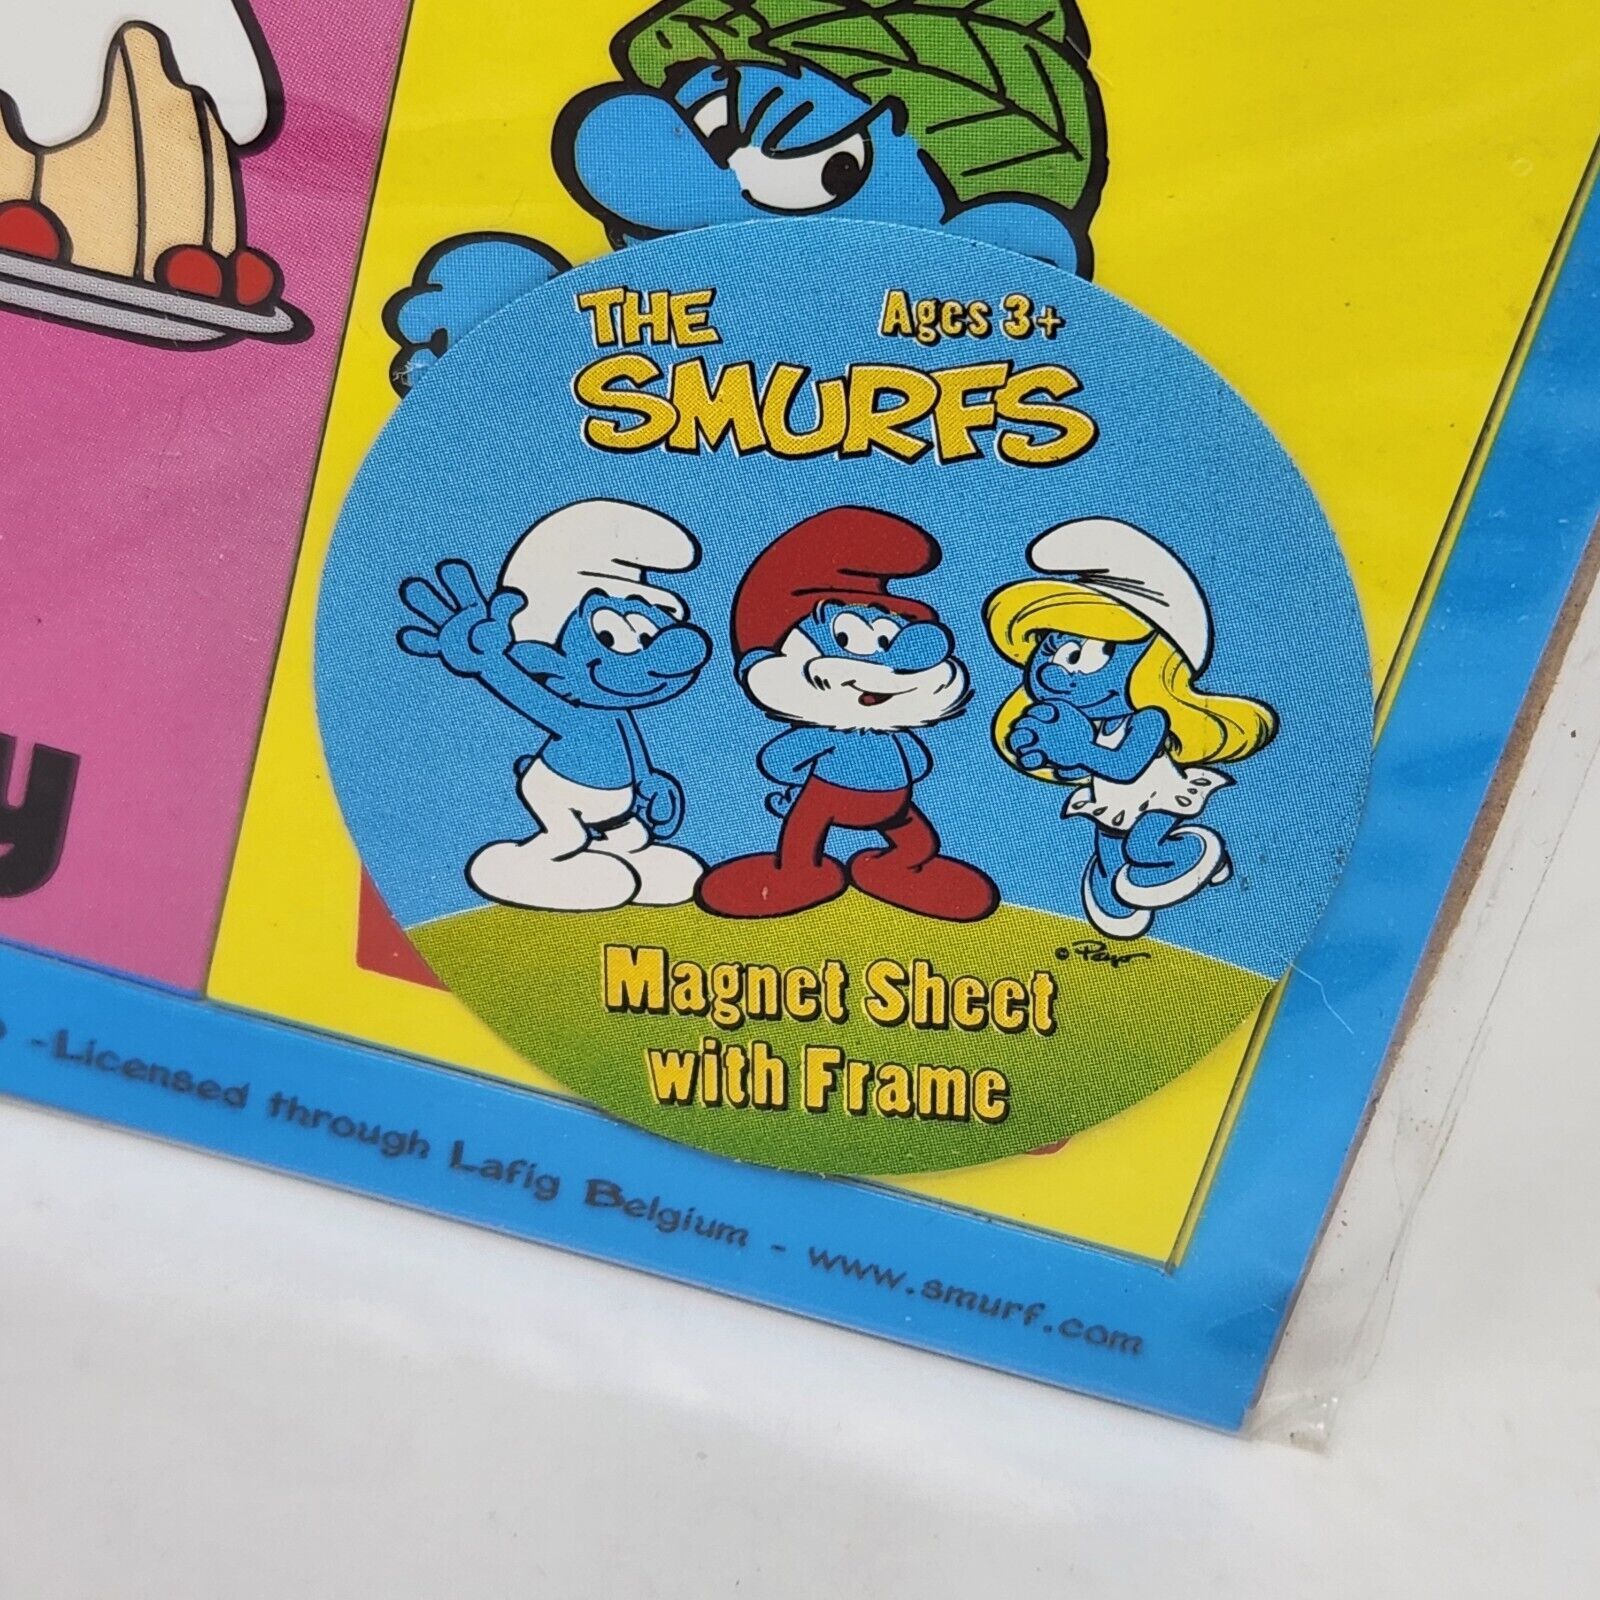 THE
Ages 3+
SMURFS
© Peyo
Magnet Sheet
with Frame
y
-Licensed through Lafig Belgium - www.smurf.com